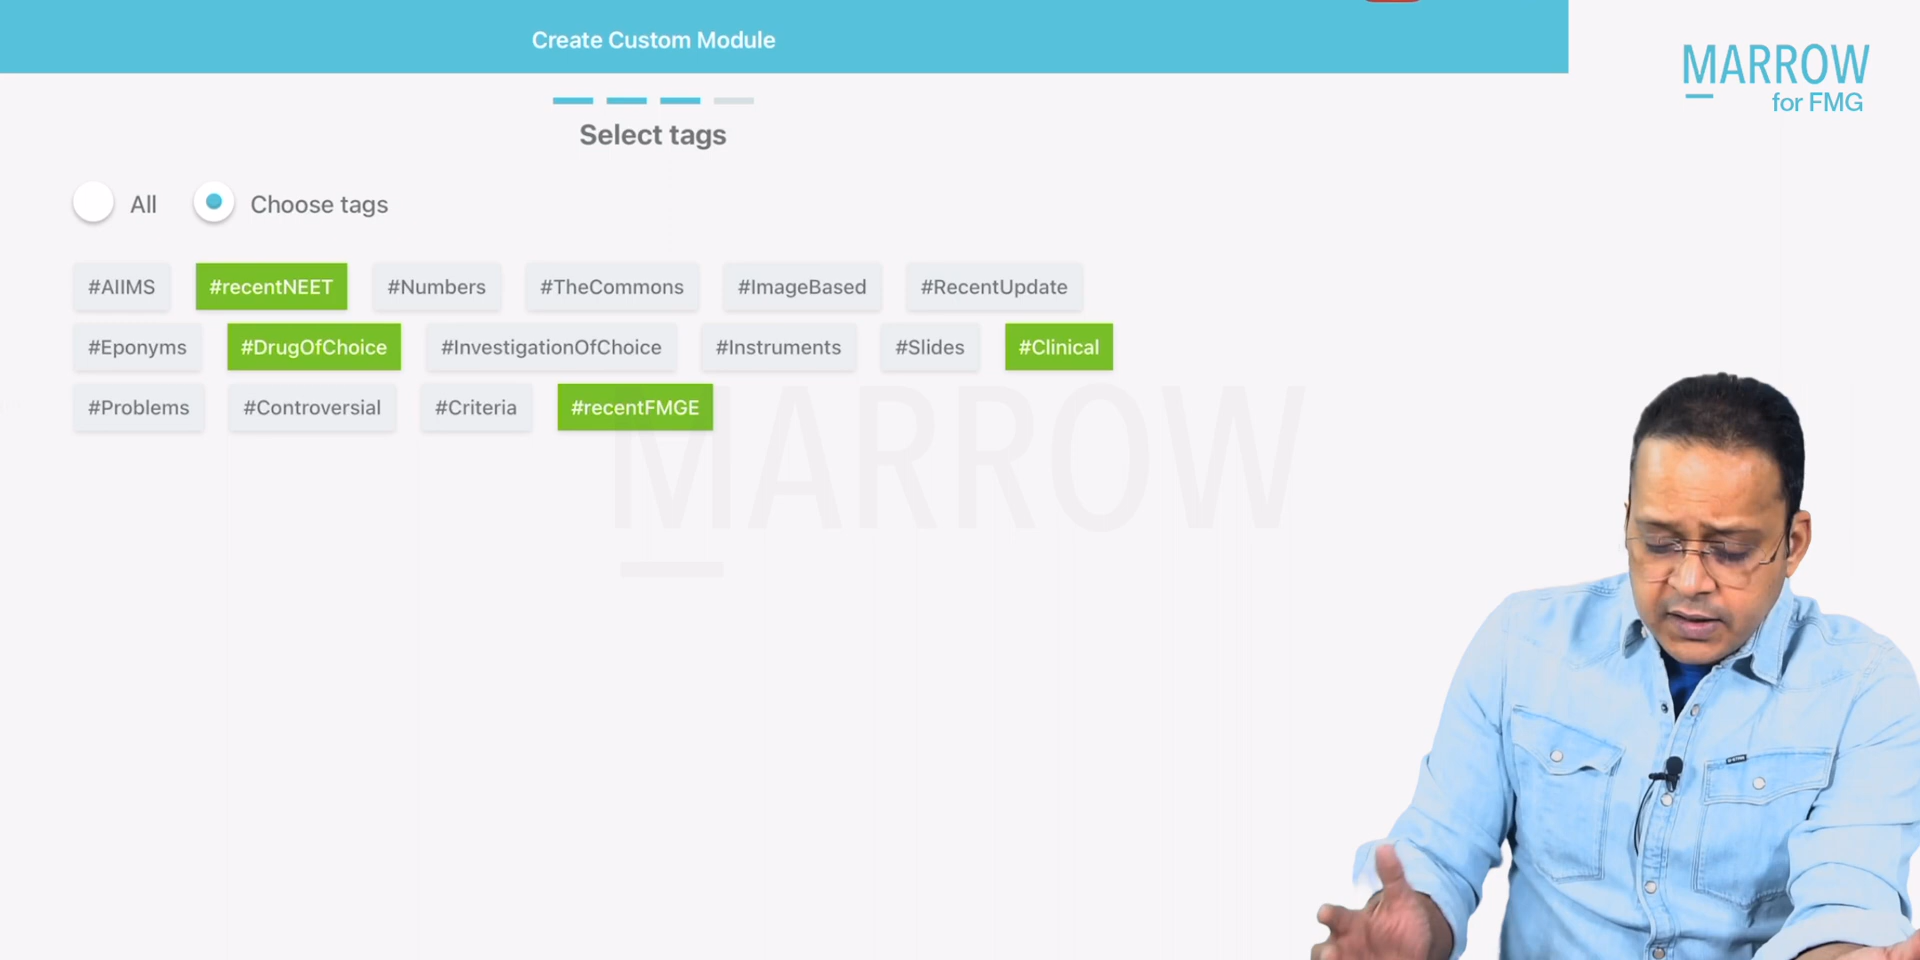 Create Custom Module
MARROW
for FMG
Select tags
All Choose tags
#AIIMS #recentNEET #Numbers #TheCommons #ImageBased #RecentUpdate
#Eponyms #DrugOfChoice #InvestigationOfChoice #Instruments #Slides #Clinical
#Problems #Controversial #Criteria #recentFMGE
MARROW